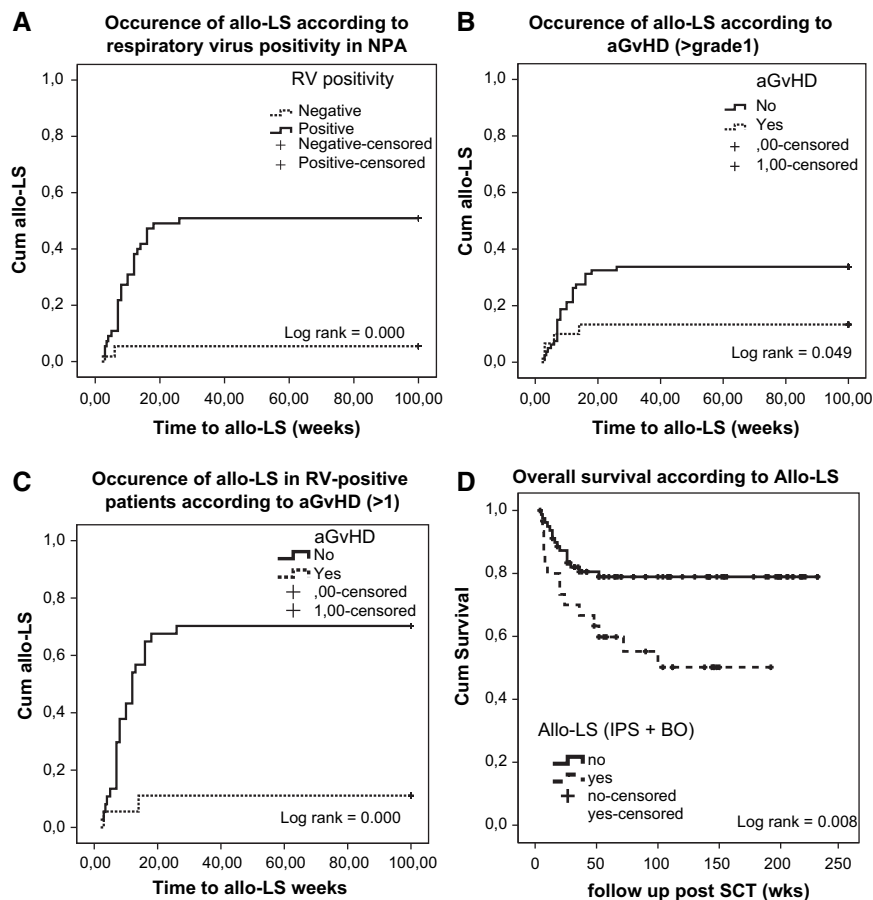 A
Occurence of allo-LS according to
respiratory virus positivity in NPA
1,0
0,8
0,6
0,4
0,2
0,0
Cum allo-LS
RV positivity
Negative
Positive
Negative-censored
Positive-censored
Log rank = 0.000
0,00 20,00 40,00 60,00 80,00 100,00
Time to allo-LS (weeks)
B
Occurence of allo-LS according to
aGvHD (>grade1)
1,0
0,8
0,6
0,4
0,2
0,0
Cum allo-LS
aGvHD
No
Yes
,00-censored
1,00-censored
Log rank = 0.049
0,00 20,00 40,00 60,00 80,00 100,00
Time to allo-LS (weeks)
C
Occurence of allo-LS in RV-positive
patients according to aGvHD (>1)
1,0
0,8
0,6
0,4
0,2
0,0
Cum allo-LS
aGvHD
No
Yes
,00-censored
1,00-censored
Log rank = 0.000
0,00 20,00 40,00 60,00 80,00 100,00
Time to allo-LS weeks
D
Overall survival according to Allo-LS
1,0
0,8
0,6
0,4
0,2
0,0
Cum Survival
Allo-LS (IPS + BO)
no
yes
no-censored
yes-censored
Log rank = 0.008
0 50 100 150 200 250
follow up post SCT (wks)